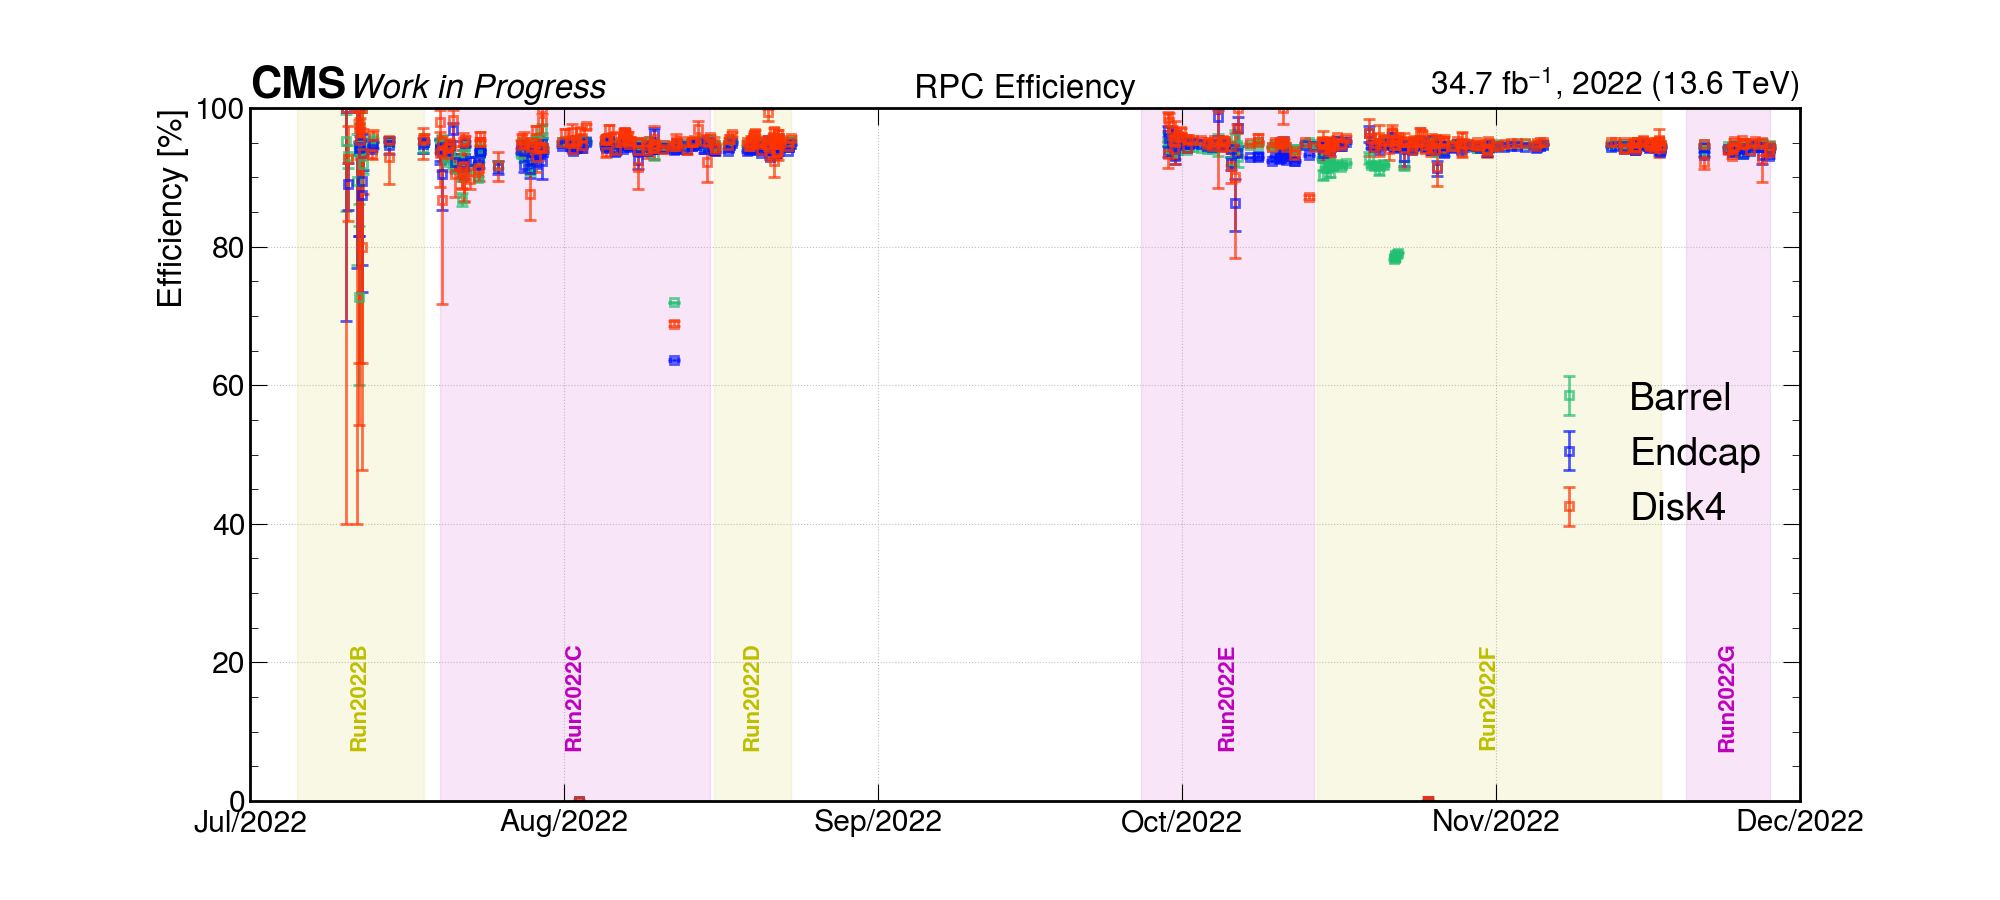 CMS Work in Progress RPC Efficiency 34.7 fb⁻¹, 2022 (13.6 TeV)
Efficiency [%]
100
80
60
40
20
0
Barrel
Endcap
Disk4
Run2022B
Run2022C
Run2022D
Run2022E
Run2022F
Run2022G
Jul/2022 Aug/2022 Sep/2022 Oct/2022 Nov/2022 Dec/2022